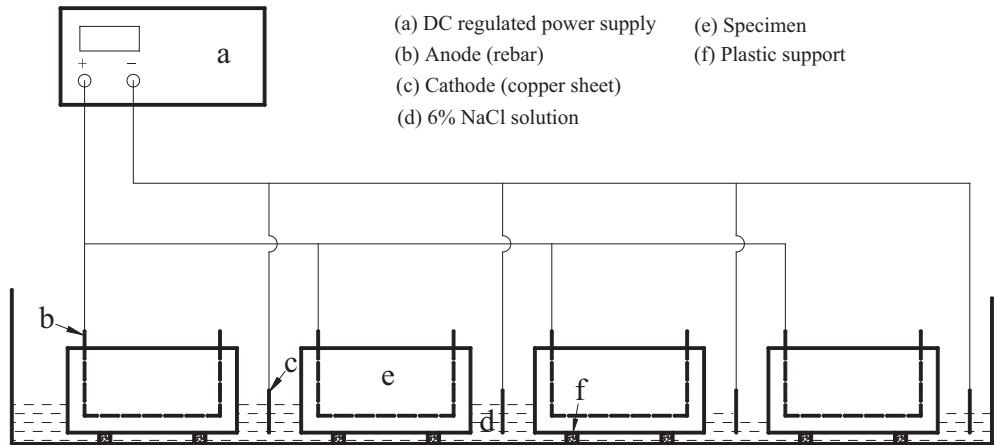 (a) DC regulated power supply
(b) Anode (rebar)
(c) Cathode (copper sheet)
(d) 6% NaCl solution
(e) Specimen
(f) Plastic support
a
+ −
b
c
e
d
f